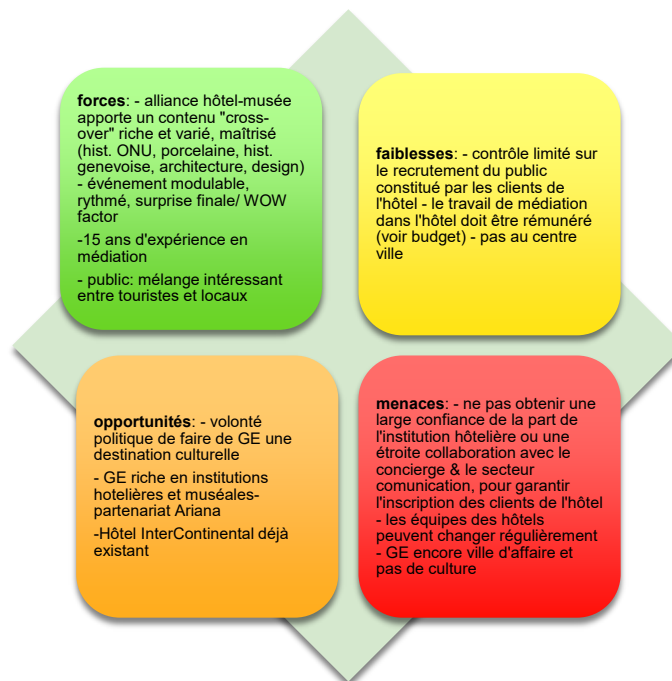 forces: - alliance hôtel-musée
apporte un contenu "cross-
over" riche et varié, maîtrisé
(hist. ONU, porcelaine, hist.
genevoise, architecture, design)
- événement modulable,
rythmé, surprise finale/ WOW
factor
-15 ans d'expérience en
médiation
- public: mélange intéressant
entre touristes et locaux
faiblesses: - contrôle limité sur
le recrutement du public
constitué par les clients de
l'hôtel - le travail de médiation
dans l'hôtel doit être rémunéré
(voir budget) - pas au centre
ville
opportunités: - volonté
politique de faire de GE une
destination culturelle
- GE riche en institutions
hotelières et muséales-
partenariat Ariana
-Hôtel InterContinental déjà
existant
menaces: - ne pas obtenir une
large confiance de la part de
l'institution hôtelière ou une
étroite collaboration avec le
concierge & le secteur
comunication, pour garantir
l'inscription des clients de l'hôtel
- les équipes des hôtels
peuvent changer régulièrement
- GE encore ville d'affaire et
pas de culture